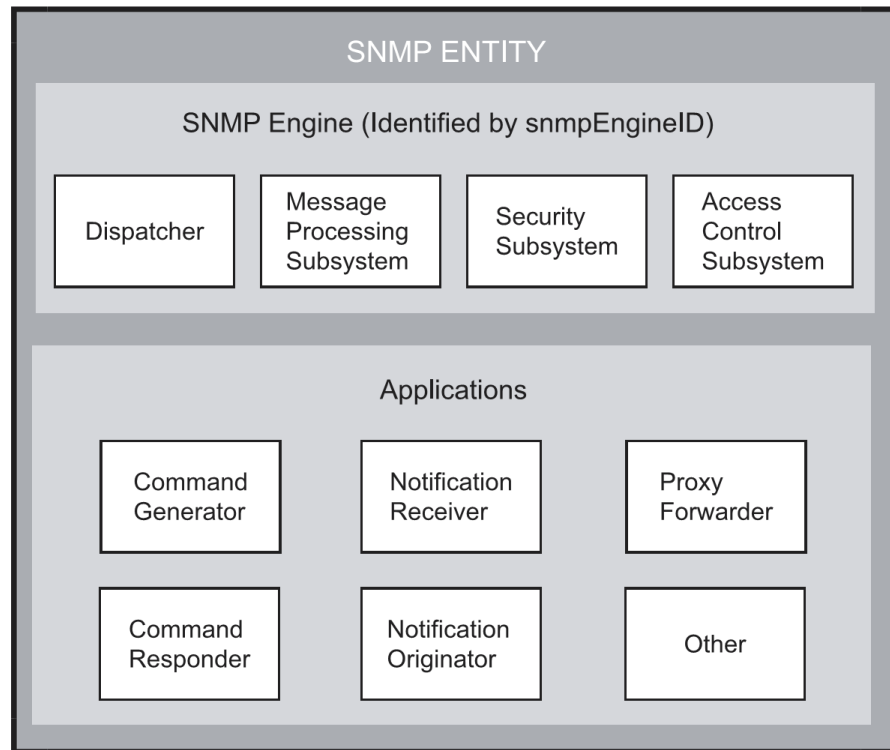 SNMP ENTITY
SNMP Engine (Identified by snmpEngineID)
Dispatcher
Message
Processing
Subsystem
Security
Subsystem
Access
Control
Subsystem
Applications
Command
Generator
Notification
Receiver
Proxy
Forwarder
Command
Responder
Notification
Originator
Other